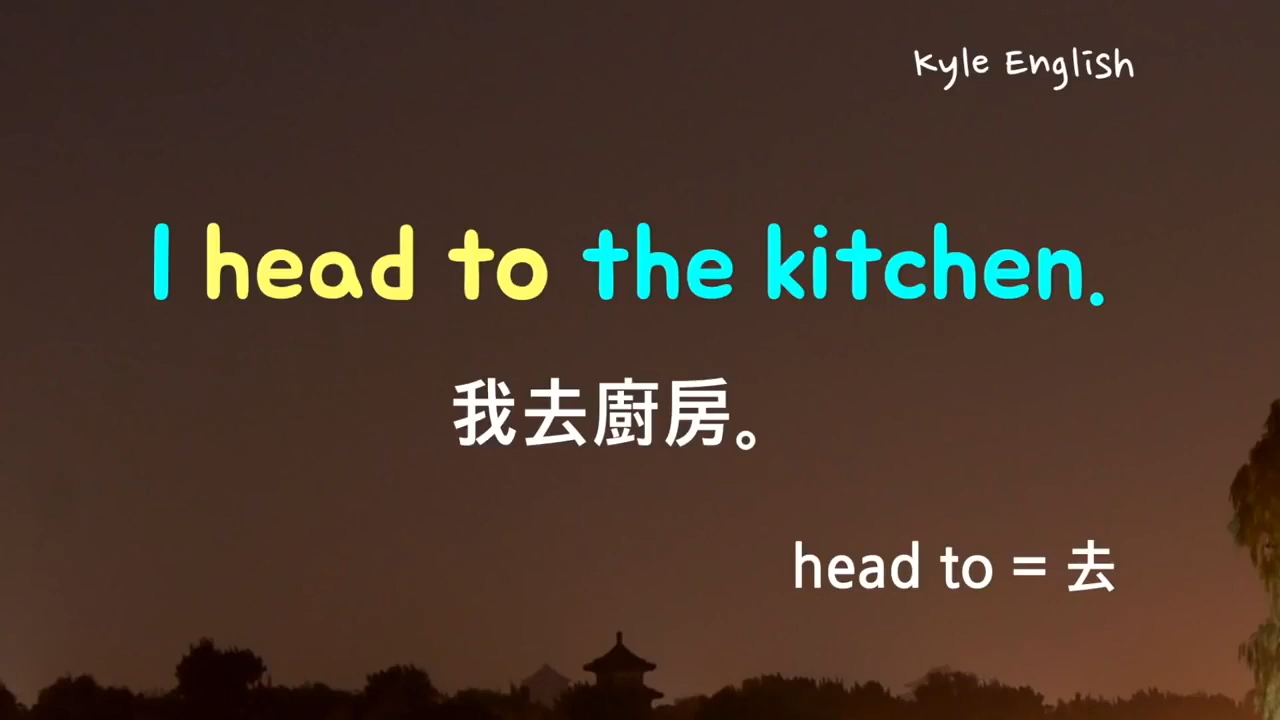 Kyle English
I head to the kitchen.
我去廚房。
head to = 去